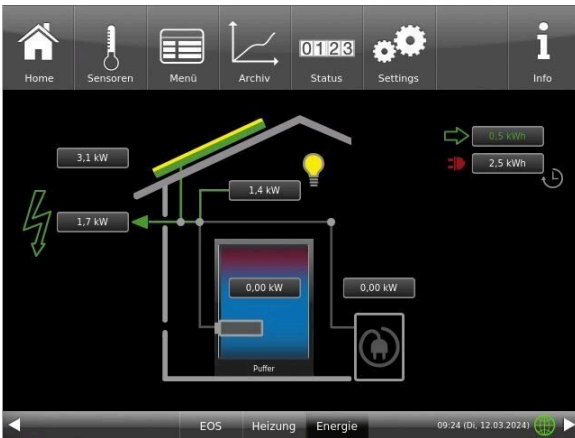 0123
Home
Sensoren
Menü
Archiv
Status
Settings
Info
3,1 kW
0,5 kWh
2,5 kWh
1,4 kW
1,7 kW
0,00 kW
0,00 kW
Puffer
EOS
Heizung
Energie
09:24 (Di, 12.03.2024)